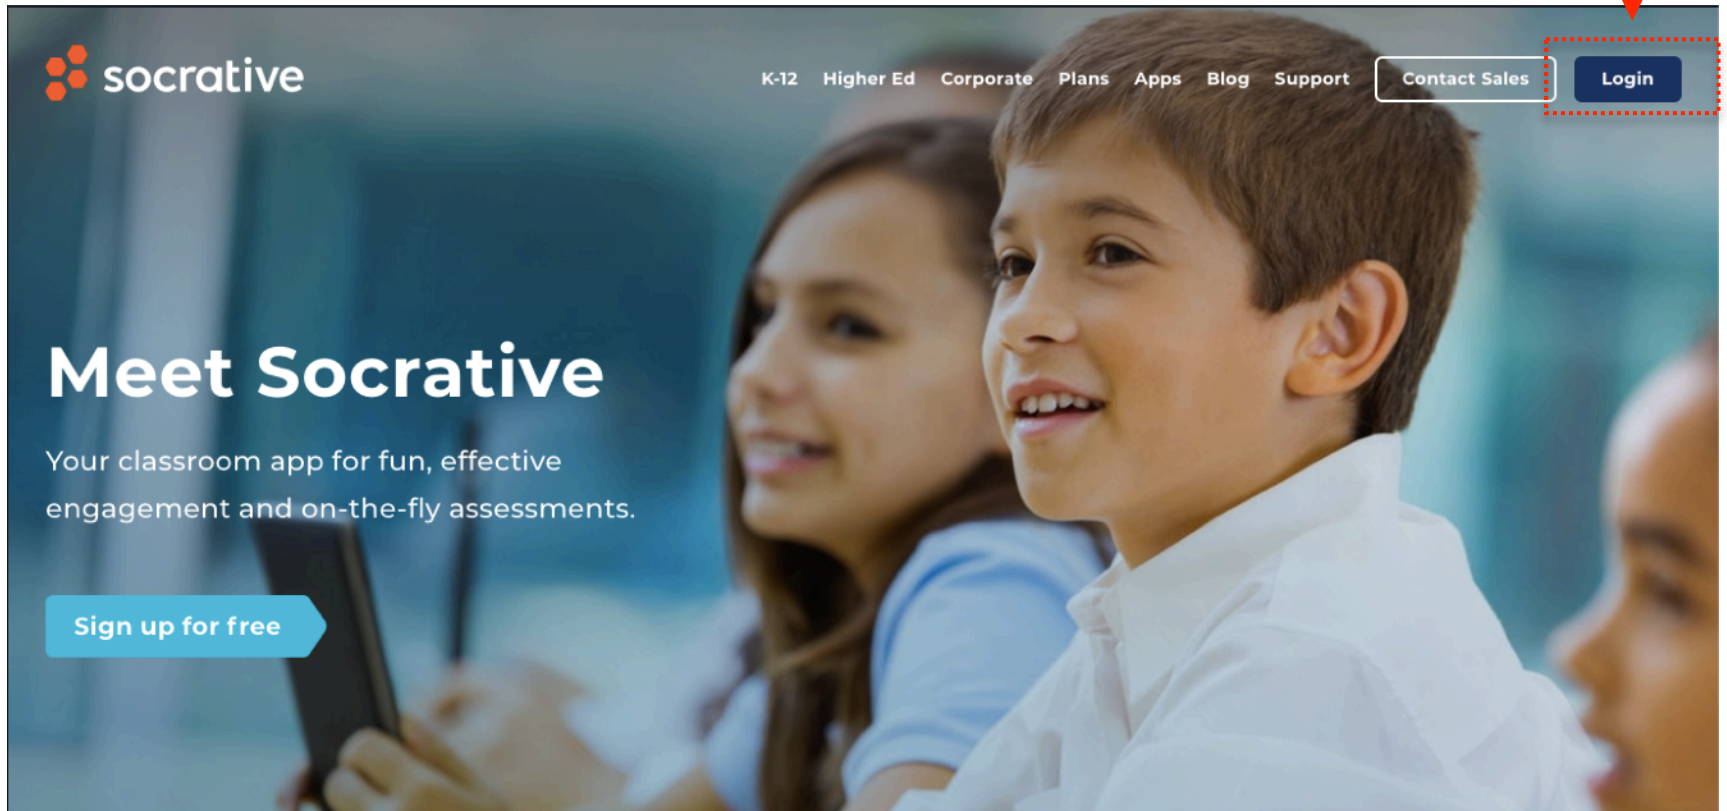 socrative
K-12 Higher Ed Corporate Plans Apps Blog Support Contact Sales Login
Meet Socrative
Your classroom app for fun, effective
engagement and on-the-fly assessments.
Sign up for free